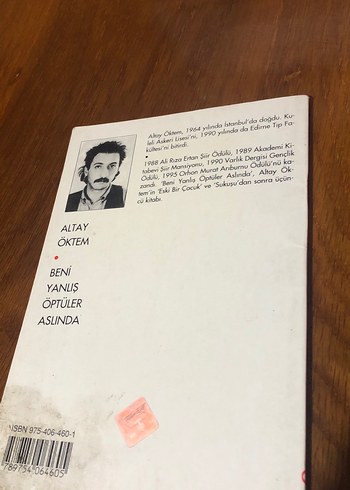 Altay Öktem, 1964 yılında İstanbul'da doğdu. Ku-
leli Askeri Lisesi'ni, 1990 yılında da Edirne Tıp Fa-
kültesi'ni bitirdi.
•
1988 Ali Rıza Ertan Şiir Ödülü, 1989 Akademi Ki-
tabevi Şiir Mansiyonu, 1990 Varlık Dergisi Gençlik
Ödülü, 1995 Orhon Murat Arıburnu Ödülü'nü ka-
zandı. 'Beni Yanlış Öptüler Aslında', Altay Ök-
tem'in 'Eski Bir Çocuk' ve 'Sukuşu'dan sonra üçün-
cü kitabı.
ALTAY
ÖKTEM
•
BENİ
YANLIŞ
ÖPTÜLER
ASLINDA
ISBN 975-406-460-1
9789754064605